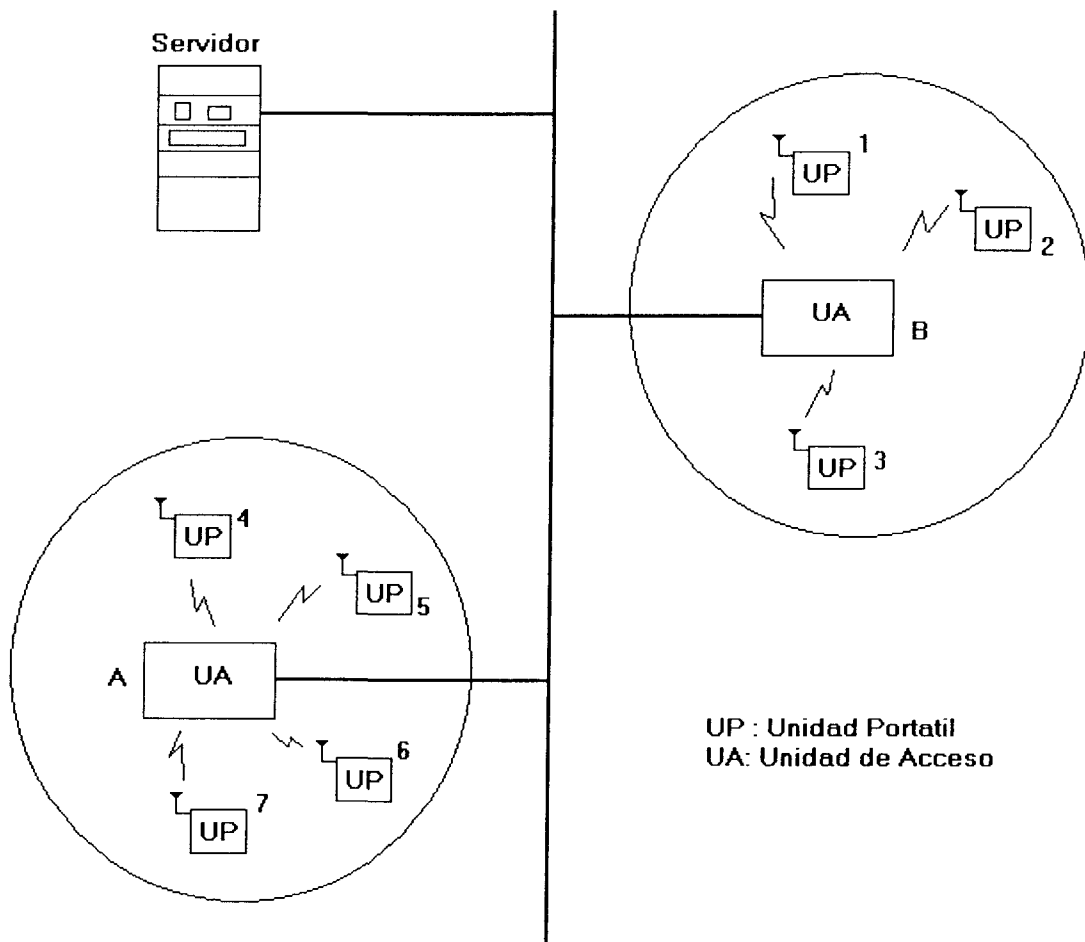 Servidor
UP 1
UP 2
UA B
UP 3
UP 4
UP 5
A UA
UP 6
UP 7
UP : Unidad Portatil
UA: Unidad de Acceso